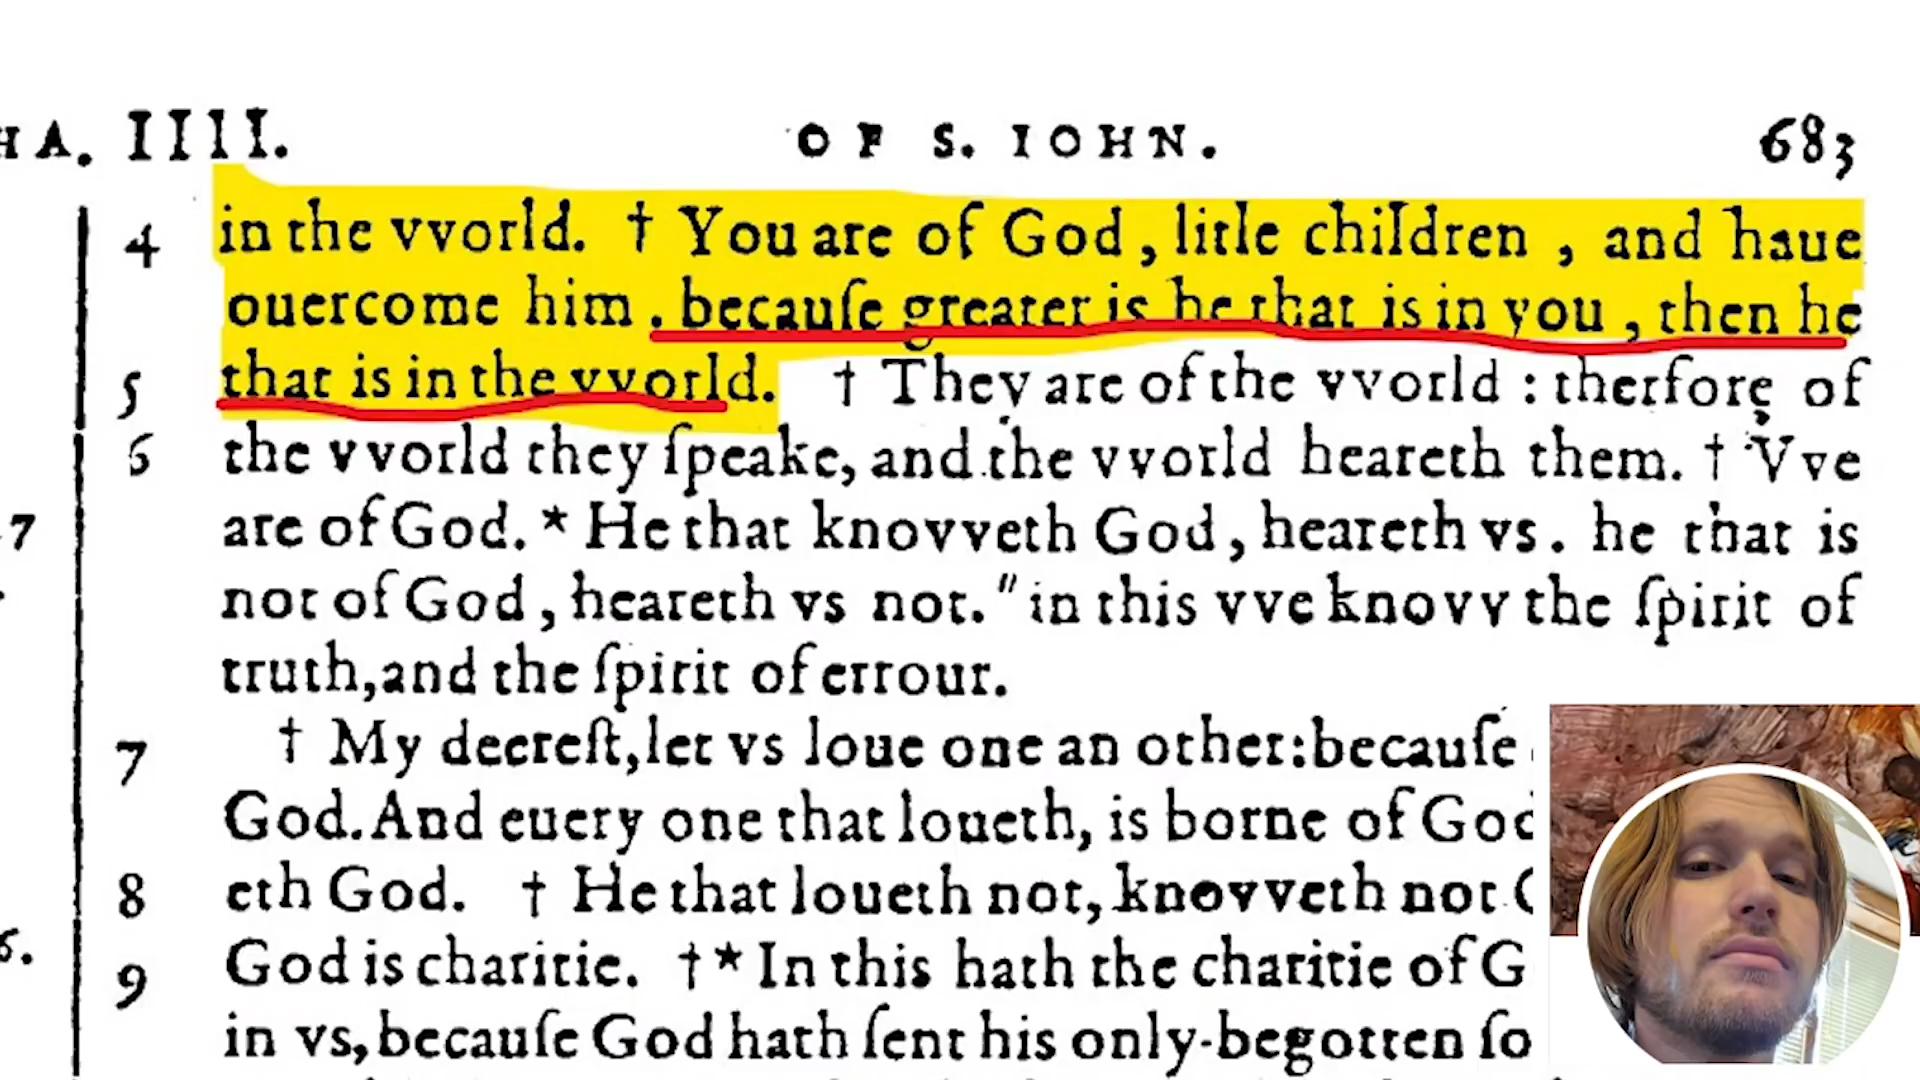 HA. IIII. OF S. IOHN. 683
4 in the vvorld. † You are of God, litle children, and haue
ouercome him. becauſe greater is he that is in you, then he
5 that is in the vvorld. † They are of the vvorld: therfore of
6 the vvorld they ſpeake, and the vvorld heareth them. † Vve
7 are of God. * He that knovveth God, heareth vs. he that is
not of God, heareth vs not. " in this vve knovv the ſpirit of
truth, and the ſpirit of errour.
7 † My deereſt, let vs loue one an other: becauſe
God. And euery one that loueth, is borne of God
8 eth God. † He that loueth not, knovveth not
6. God is charitie. †* In this hath the charitie of G
9 in vs, becauſe God hath ſent his only-begotten ſo